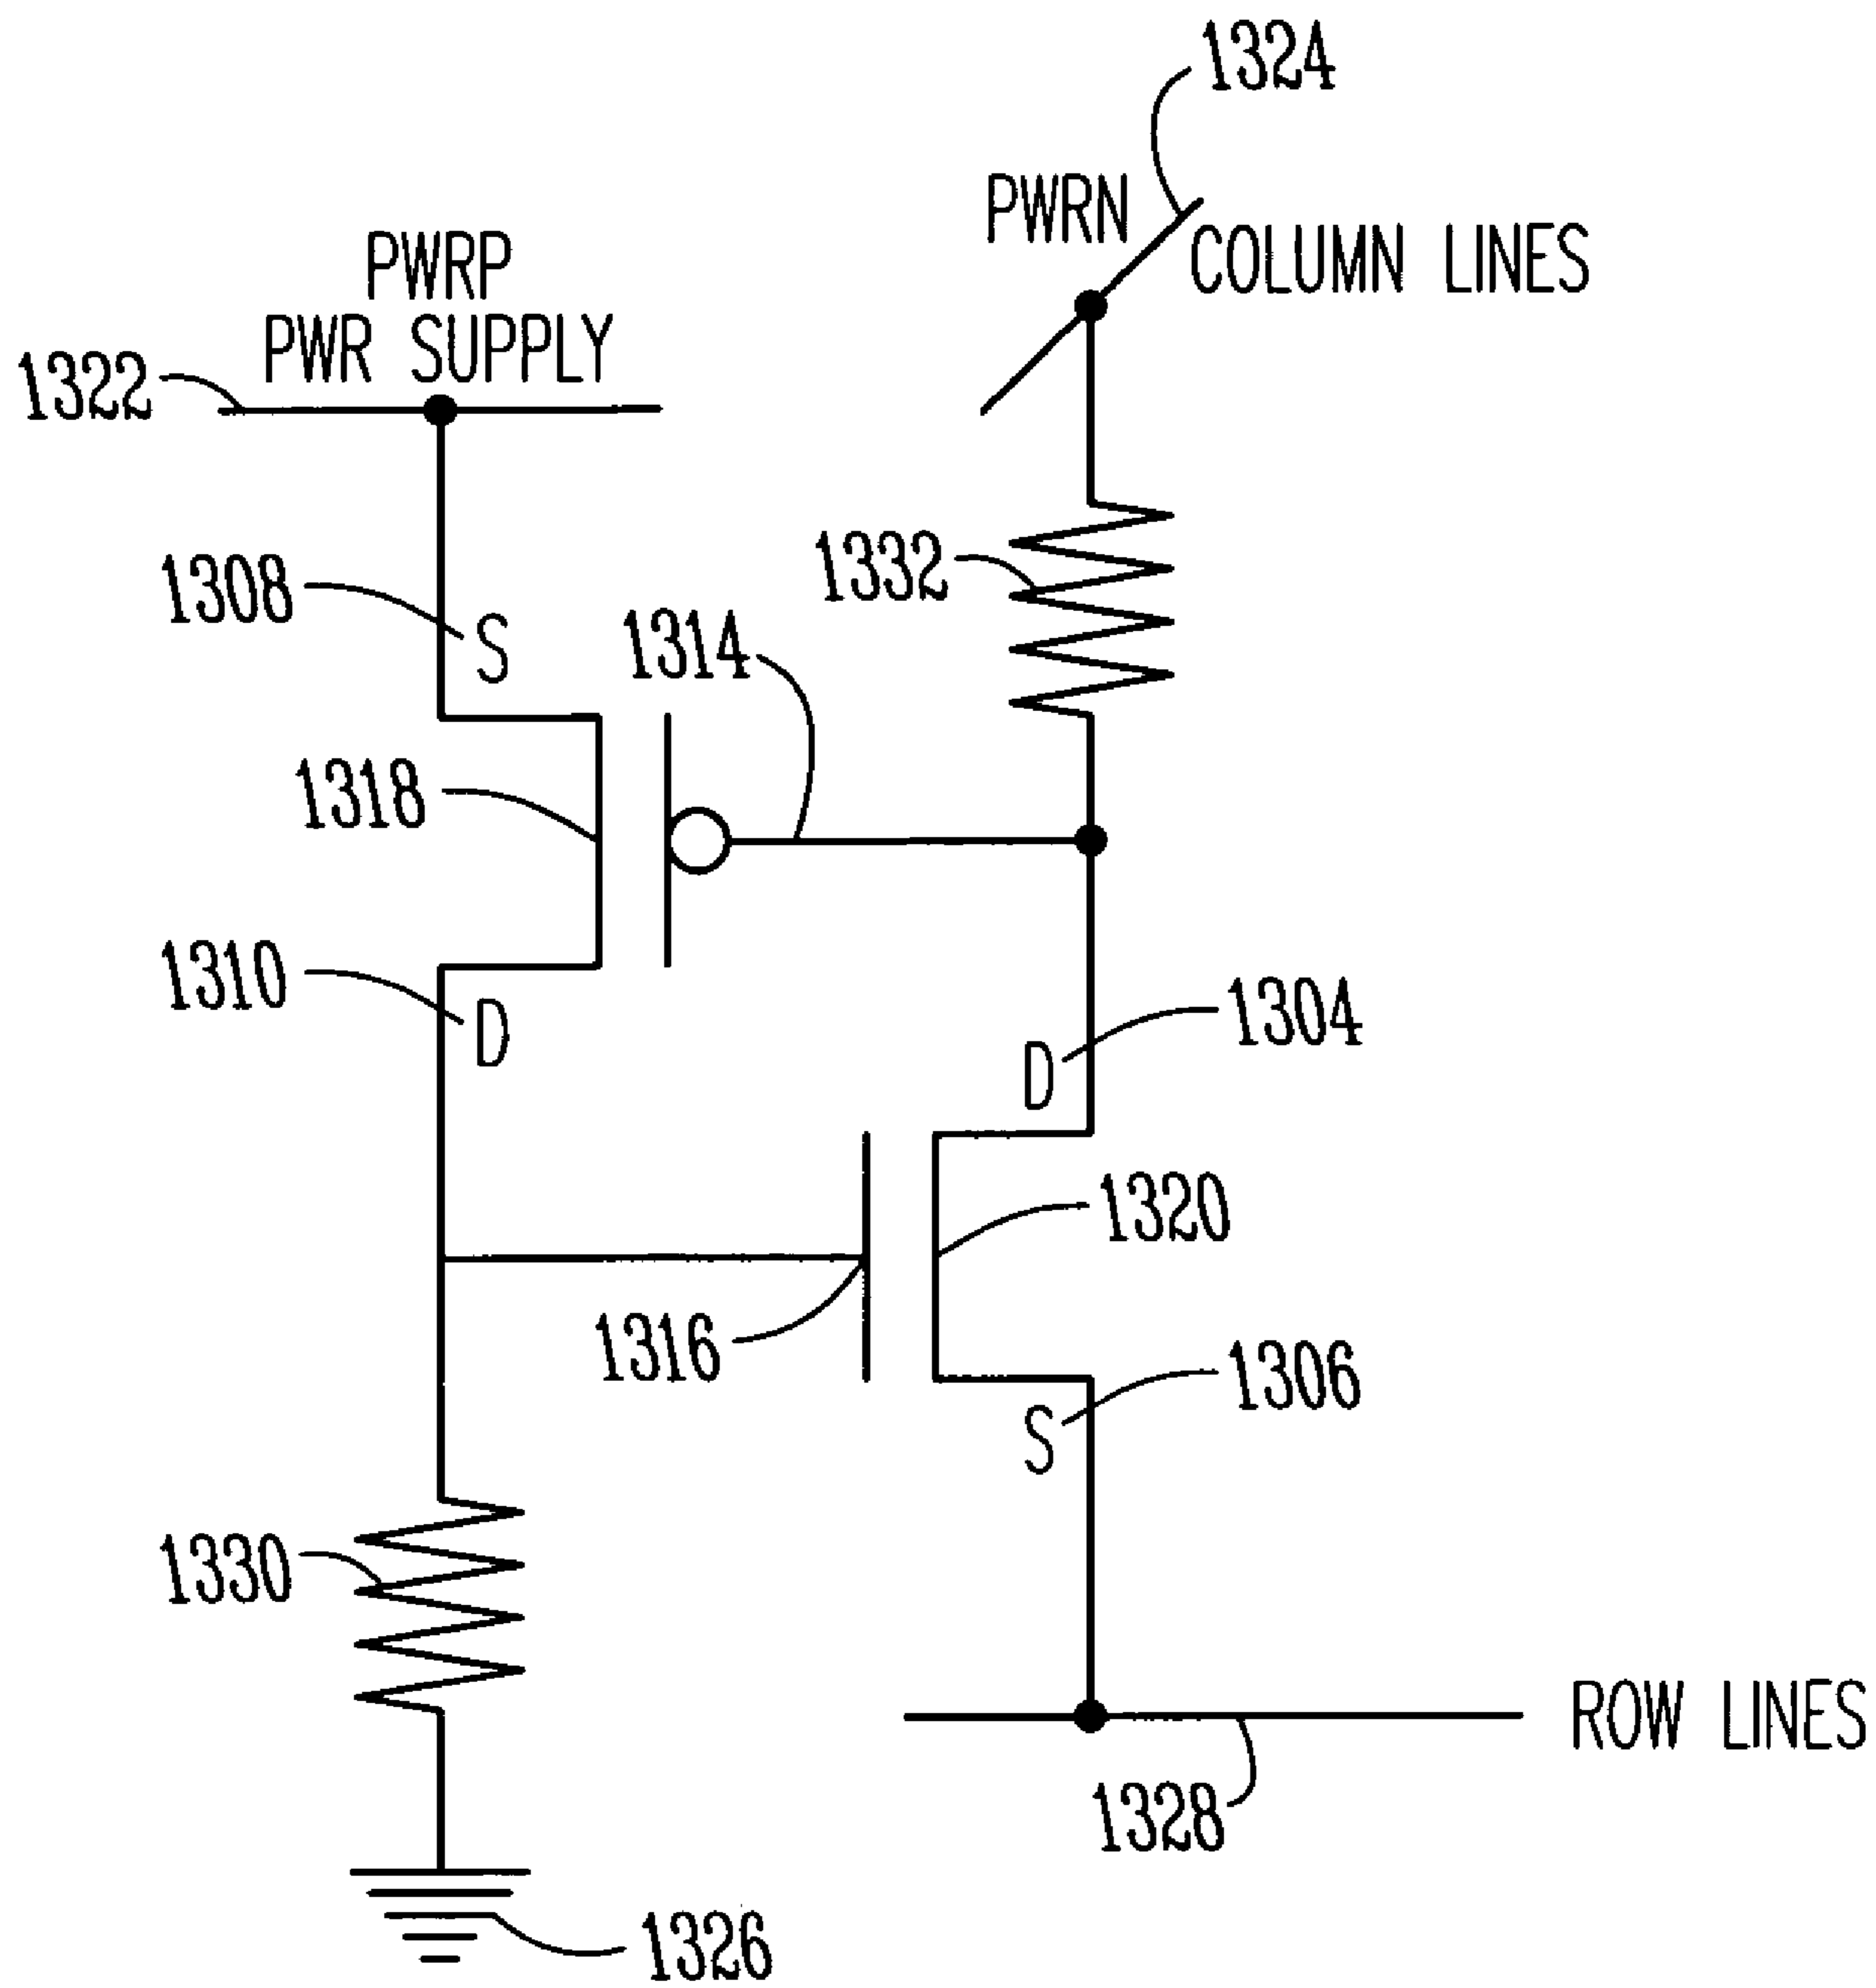 1324
PWRN
COLUMN LINES
PWRP
PWR SUPPLY
1322
1332
1308
S
1314
1318
1310
D
1304
D
1320
1316
1306
S
1330
ROW LINES
1328
1326